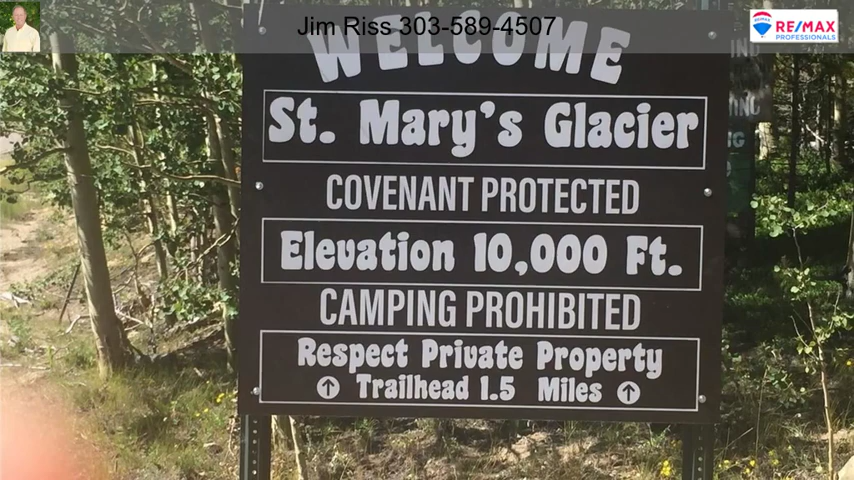 Jim Riss 303-589-4507
RE/MAX
PROFESSIONALS
WELCOME
St. Mary's Glacier
COVENANT PROTECTED
Elevation 10,000 Ft.
CAMPING PROHIBITED
Respect Private Property
↑ Trailhead 1.5 Miles ↑